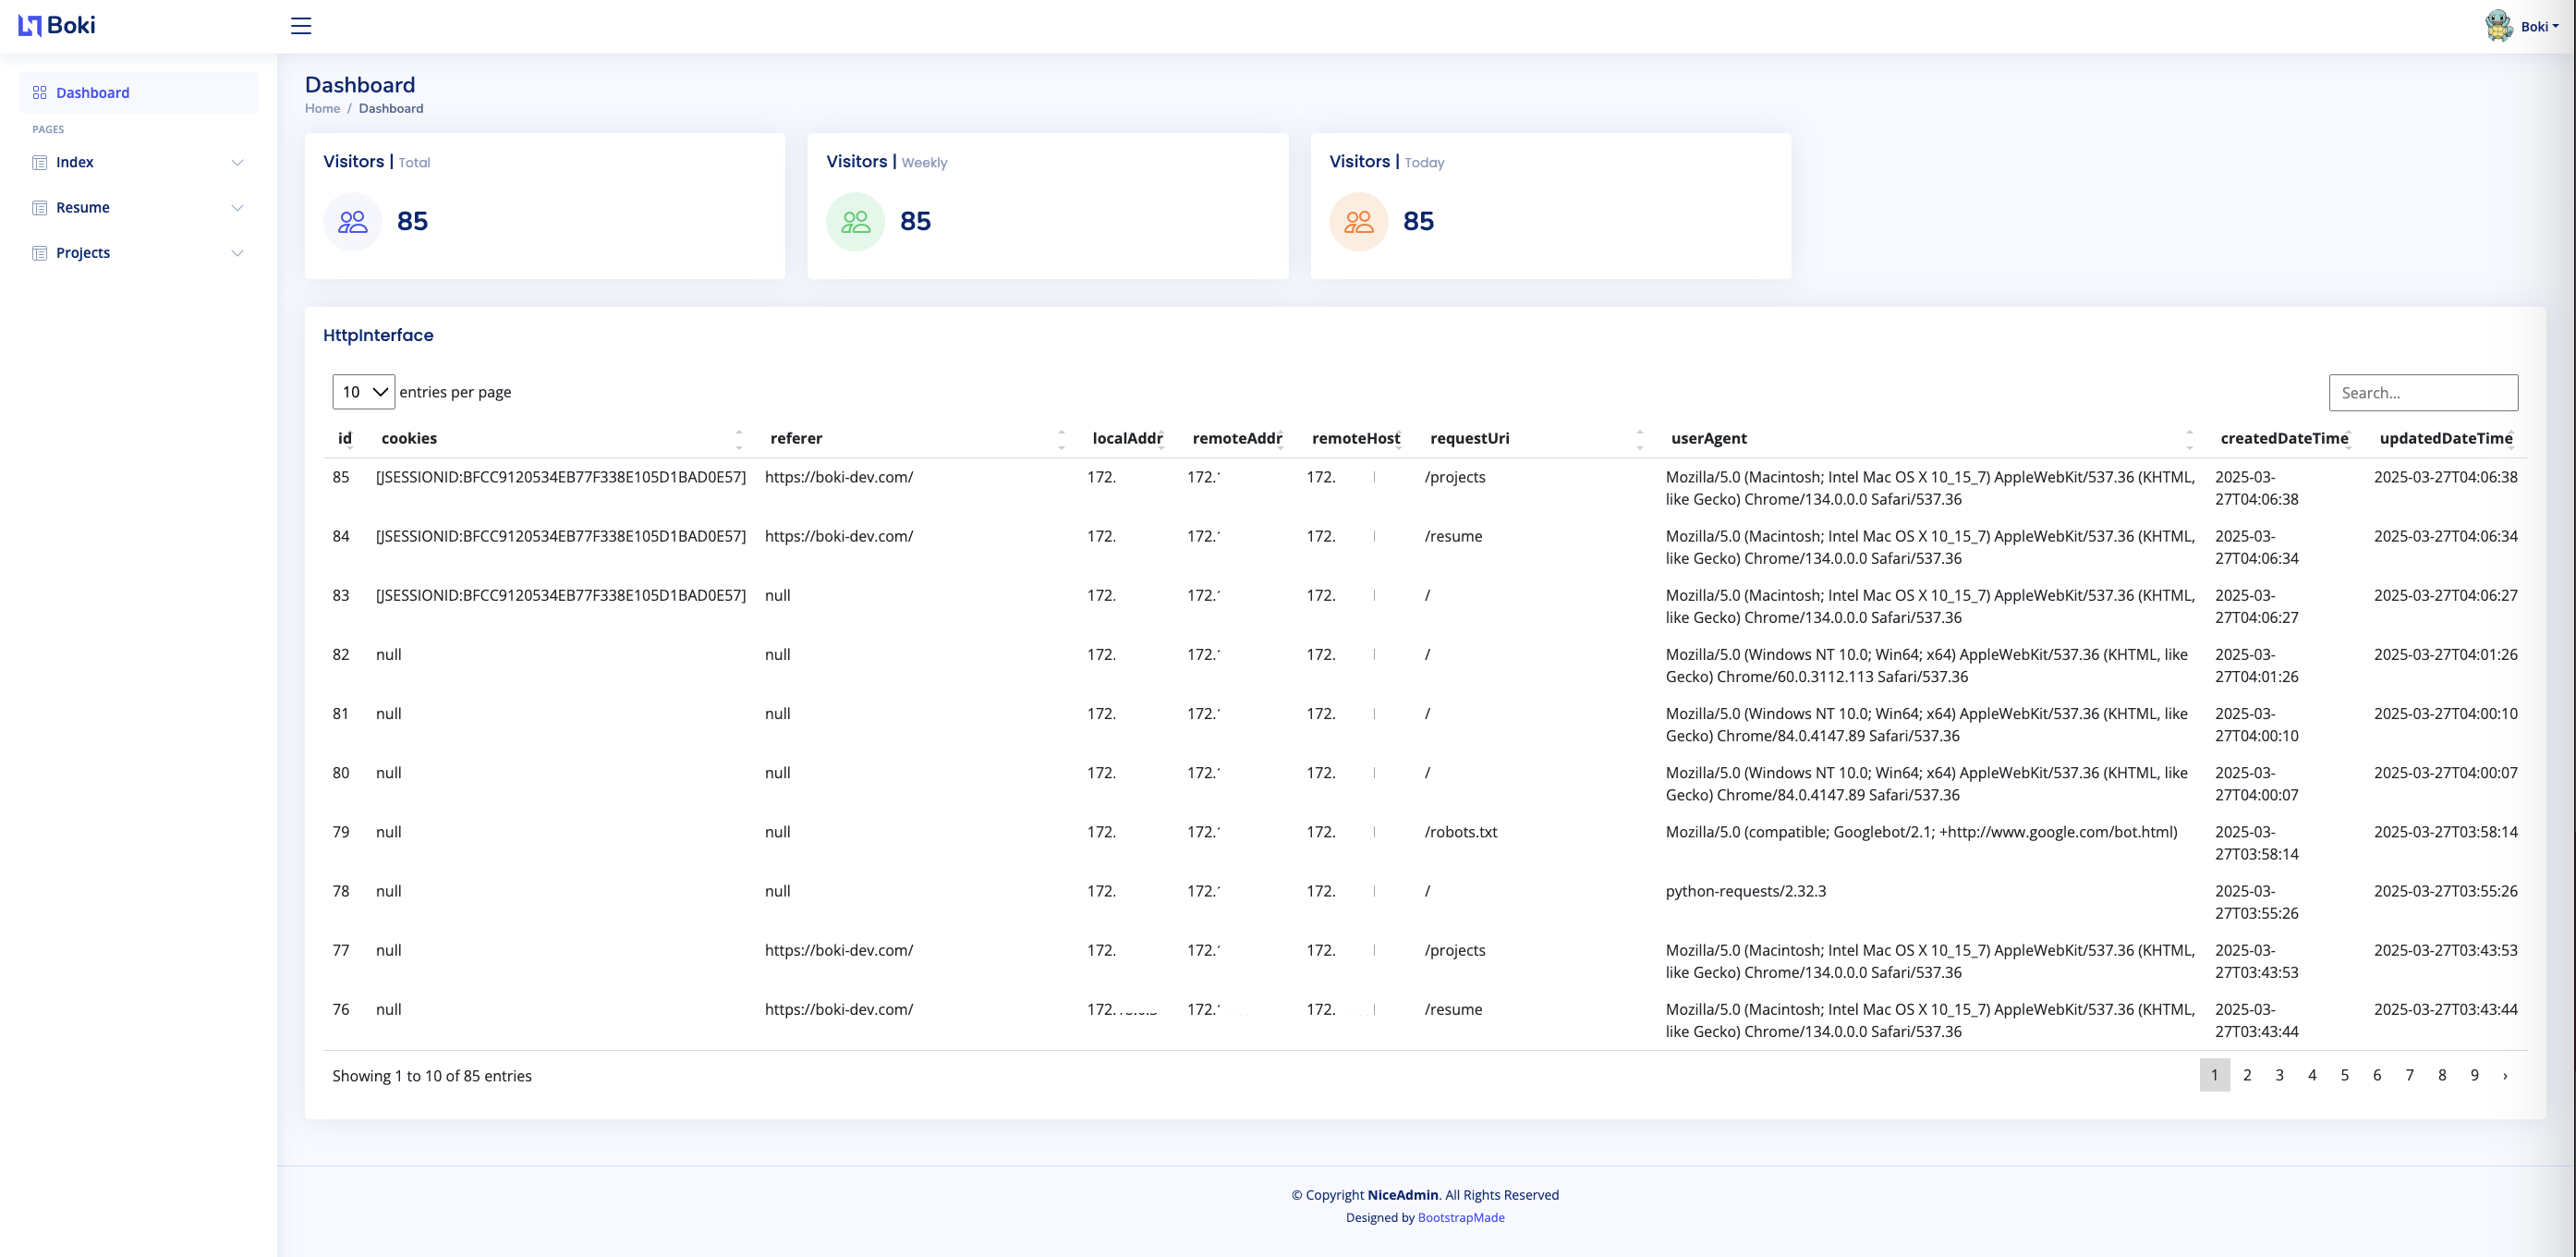 Boki
Boki
Dashboard
PAGES
Index
Resume
Projects
Dashboard
Home / Dashboard
Visitors | Total
85
Visitors | Weekly
85
Visitors | Today
85
HttpInterface
10 entries per page
Search...
id cookies referer localAddr remoteAddr remoteHost requestUri userAgent createdDateTime updatedDateTime
85 [JSESSIONID:BFCC9120534EB77F338E105D1BAD0E57] https://boki-dev.com/ 172. 172. 172. /projects Mozilla/5.0 (Macintosh; Intel Mac OS X 10_15_7) AppleWebKit/537.36 (KHTML, 2025-03- 2025-03-27T04:06:38
like Gecko) Chrome/134.0.0.0 Safari/537.36 27T04:06:38
84 [JSESSIONID:BFCC9120534EB77F338E105D1BAD0E57] https://boki-dev.com/ 172. 172. 172. /resume Mozilla/5.0 (Macintosh; Intel Mac OS X 10_15_7) AppleWebKit/537.36 (KHTML, 2025-03- 2025-03-27T04:06:34
like Gecko) Chrome/134.0.0.0 Safari/537.36 27T04:06:34
83 [JSESSIONID:BFCC9120534EB77F338E105D1BAD0E57] null 172. 172. 172. / Mozilla/5.0 (Macintosh; Intel Mac OS X 10_15_7) AppleWebKit/537.36 (KHTML, 2025-03- 2025-03-27T04:06:27
like Gecko) Chrome/134.0.0.0 Safari/537.36 27T04:06:27
82 null null 172. 172. 172. / Mozilla/5.0 (Windows NT 10.0; Win64; x64) AppleWebKit/537.36 (KHTML, like 2025-03- 2025-03-27T04:01:26
Gecko) Chrome/60.0.3112.113 Safari/537.36 27T04:01:26
81 null null 172. 172. 172. / Mozilla/5.0 (Windows NT 10.0; Win64; x64) AppleWebKit/537.36 (KHTML, like 2025-03- 2025-03-27T04:00:10
Gecko) Chrome/84.0.4147.89 Safari/537.36 27T04:00:10
80 null null 172. 172. 172. / Mozilla/5.0 (Windows NT 10.0; Win64; x64) AppleWebKit/537.36 (KHTML, like 2025-03- 2025-03-27T04:00:07
Gecko) Chrome/84.0.4147.89 Safari/537.36 27T04:00:07
79 null null 172. 172. 172. /robots.txt Mozilla/5.0 (compatible; Googlebot/2.1; +http://www.google.com/bot.html) 2025-03- 2025-03-27T03:58:14
27T03:58:14
78 null null 172. 172. 172. / python-requests/2.32.3 2025-03- 2025-03-27T03:55:26
27T03:55:26
77 null https://boki-dev.com/ 172. 172. 172. /projects Mozilla/5.0 (Macintosh; Intel Mac OS X 10_15_7) AppleWebKit/537.36 (KHTML, 2025-03- 2025-03-27T03:43:53
like Gecko) Chrome/134.0.0.0 Safari/537.36 27T03:43:53
76 null https://boki-dev.com/ 172. 172. 172. /resume Mozilla/5.0 (Macintosh; Intel Mac OS X 10_15_7) AppleWebKit/537.36 (KHTML, 2025-03- 2025-03-27T03:43:44
like Gecko) Chrome/134.0.0.0 Safari/537.36 27T03:43:44
Showing 1 to 10 of 85 entries
1 2 3 4 5 6 7 8 9 ›
© Copyright NiceAdmin. All Rights Reserved
Designed by BootstrapMade